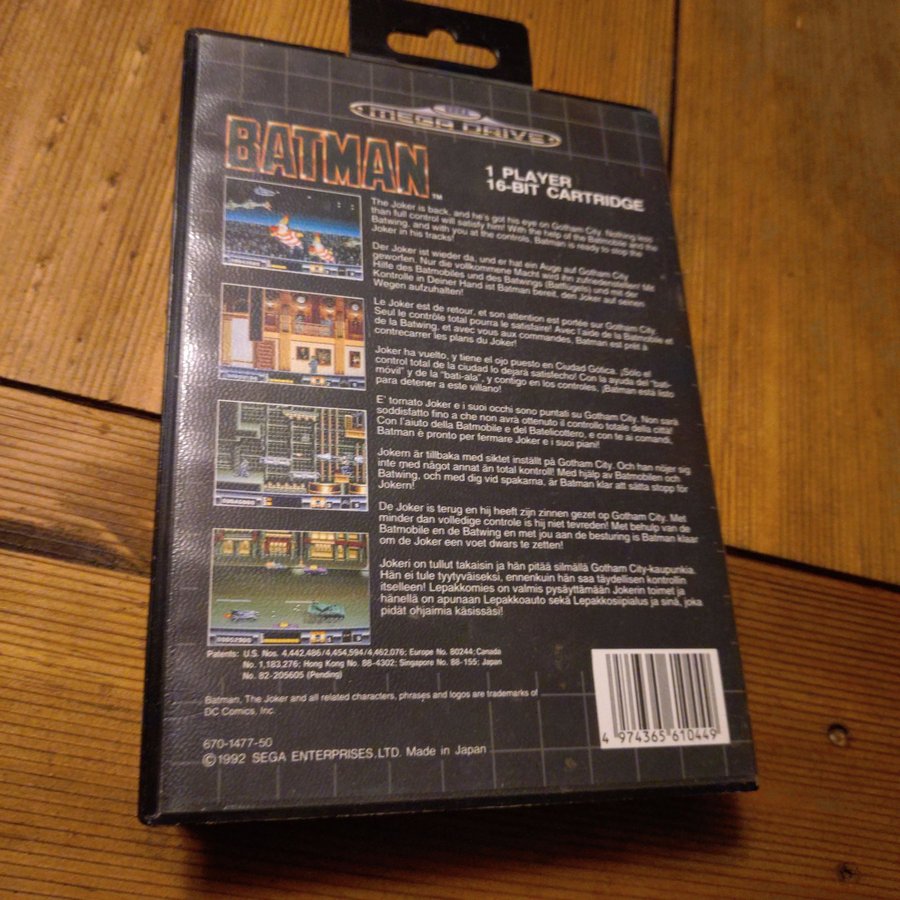 SEGA
MEGA DRIVE
BATMAN™
1 PLAYER
16-BIT CARTRIDGE
The Joker is back, and he's got his eye on Gotham City. Nothing less
than full control will satisfy him! With the help of the Batmobile and the
Batwing, and with you at the controls, Batman is ready to stop the
Joker in his tracks!
Der Joker ist wieder da, und er hat ein Auge auf Gotham City
geworfen. Nur die vollkommene Macht wird ihn zufriedenstellen! Mit
Hilfe des Batmobiles und des Batwings (Batflügels) und mit der
Kontrolle in Deiner Hand ist Batman bereit, den Joker auf seinen
Wegen aufzuhalten!
Le Joker est de retour, et son attention est portée sur Gotham City.
Seul le contrôle total pourra le satisfaire! Avec l'aide de la Batmobile et
de la Batwing, et avec vous aux commandes, Batman est prêt à
contrecarrer les plans du Joker!
Joker ha vuelto, y tiene el ojo puesto en Ciudad Gótica. ¡Sólo el
control total de la ciudad lo dejará satisfecho! Con la ayuda del "bati-
móvil" y de la "bati-ala", y contigo en los controles, ¡Batman está listo
para detener a este villano!
E' tornato Joker e i suoi occhi sono puntati su Gotham City. Non sarà
soddisfatto fino a che non avrà ottenuto il controllo totale della città!
Con l'aiuto della Batmobile e del Batelicottero, e con te ai comandi,
Batman è pronto per fermare Joker e i suoi piani!
Jokern är tillbaka med siktet inställt på Gotham City. Och han nöjer sig
inte med något annat än total kontroll! Med hjälp av Batmobilen och
Batwing, och med dig vid spakarna, är Batman klar att sätta stopp för
Jokern!
De Joker is terug en hij heeft zijn zinnen gezet op Gotham City. Met
minder dan volledige controle is hij niet tevreden! Met behulp van de
Batmobile en de Batwing en met jou aan de besturing is Batman klaar
om de Joker een voet dwars te zetten!
Jokeri on tullut takaisin ja hän pitää silmällä Gotham City-kaupunkia.
Hän ei tule tyytyväiseksi, ennenkuin hän saa täydellisen kontrollin
itselleen! Lepakkomies on valmis pysäyttämään Jokerin toimet ja
hänellä on apunaan Lepakkoauto sekä Lepakkosiipialus ja sinä, joka
pidät ohjaimia käsissäsi!
Patents: U.S. Nos. 4,442,486/4,454,594/4,462,076; Europe No. 80244; Canada
No. 1,183,276; Hong Kong No. 88-4302; Singapore No. 88-155; Japan
No. 82-205605 (Pending)
Batman, The Joker and all related characters, phrases and logos are trademarks of
DC Comics, Inc.
670-1477-50
©1992 SEGA ENTERPRISES, LTD. Made in Japan
4 974365 610449